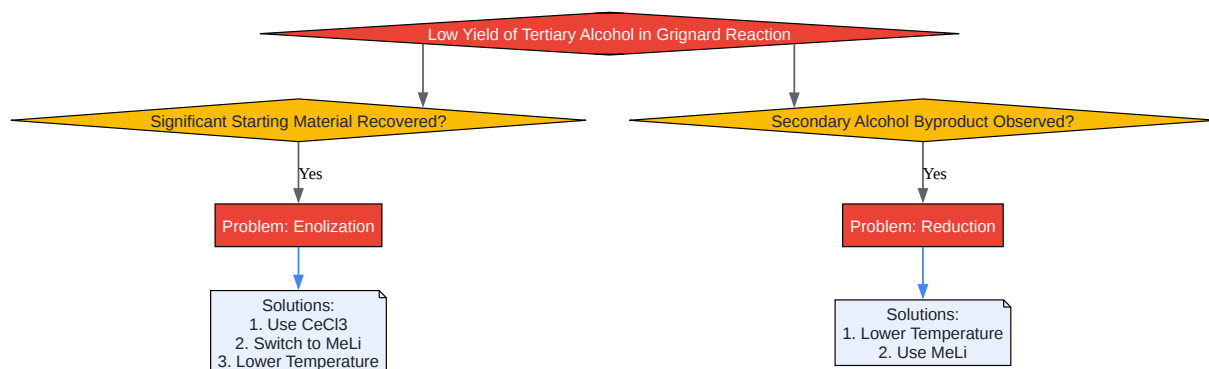 Low Yield of Tertiary Alcohol in Grignard Reaction
Significant Starting Material Recovered?
Secondary Alcohol Byproduct Observed?
Yes
Yes
Problem: Enolization
Problem: Reduction
Solutions:
1. Use CeCl3
2. Switch to MeLi
3. Lower Temperature
Solutions:
1. Lower Temperature
2. Use MeLi